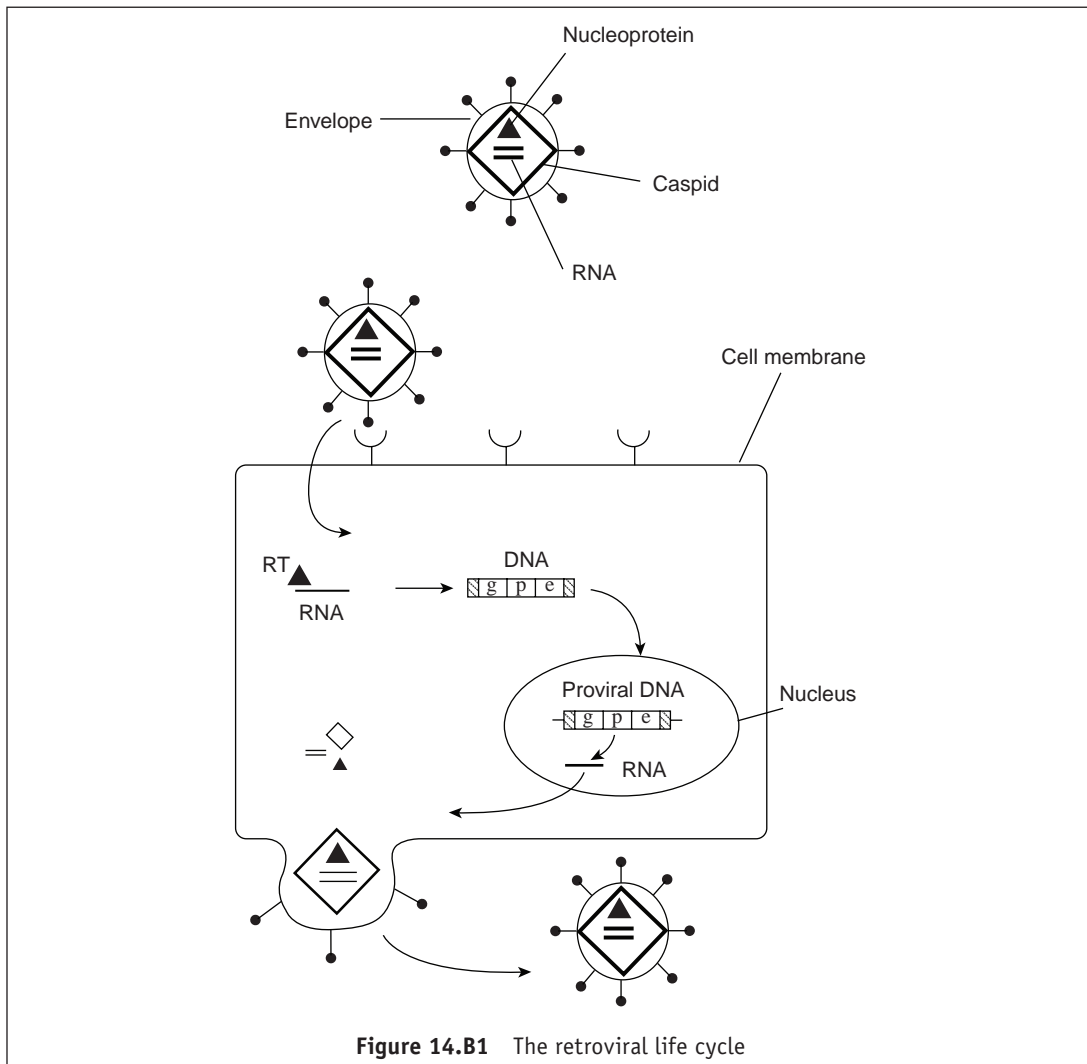 Nucleoprotein
Envelope
Caspid
RNA
Cell membrane
RT
RNA
DNA
g p e
Proviral DNA
g p e
RNA
Nucleus
Figure 14.B1 The retroviral life cycle